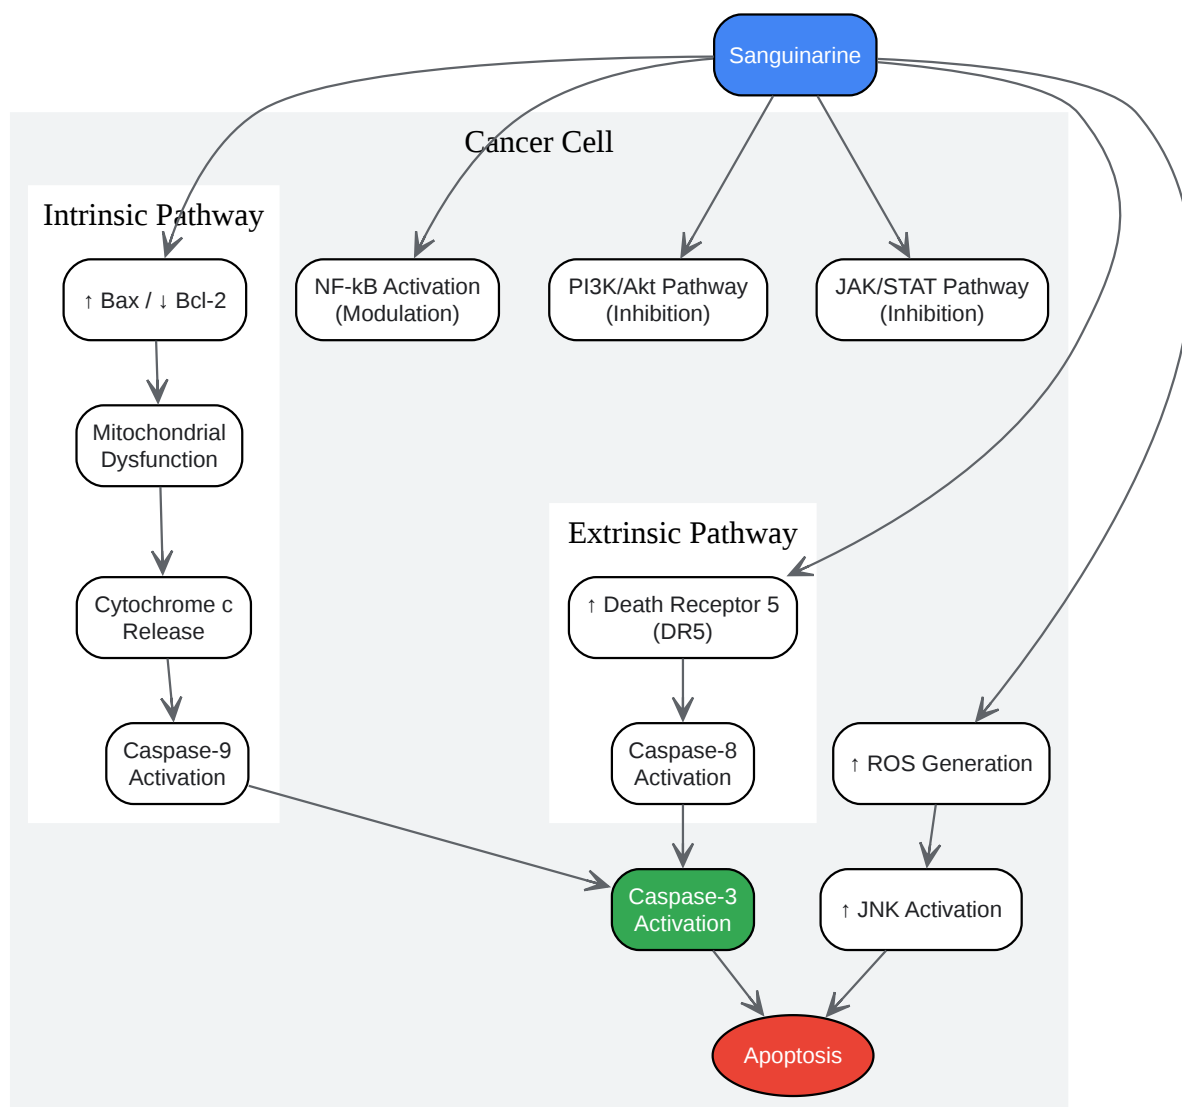 Sanguinarine
Cancer Cell
Intrinsic Pathway
↑ Bax / ↓ Bcl-2
NF-kB Activation
(Modulation)
PI3K/Akt Pathway
(Inhibition)
JAK/STAT Pathway
(Inhibition)
Mitochondrial
Dysfunction
Extrinsic Pathway
Cytochrome c
Release
↑ Death Receptor 5
(DR5)
Caspase-9
Activation
Caspase-8
Activation
↑ ROS Generation
Caspase-3
Activation
↑ JNK Activation
Apoptosis